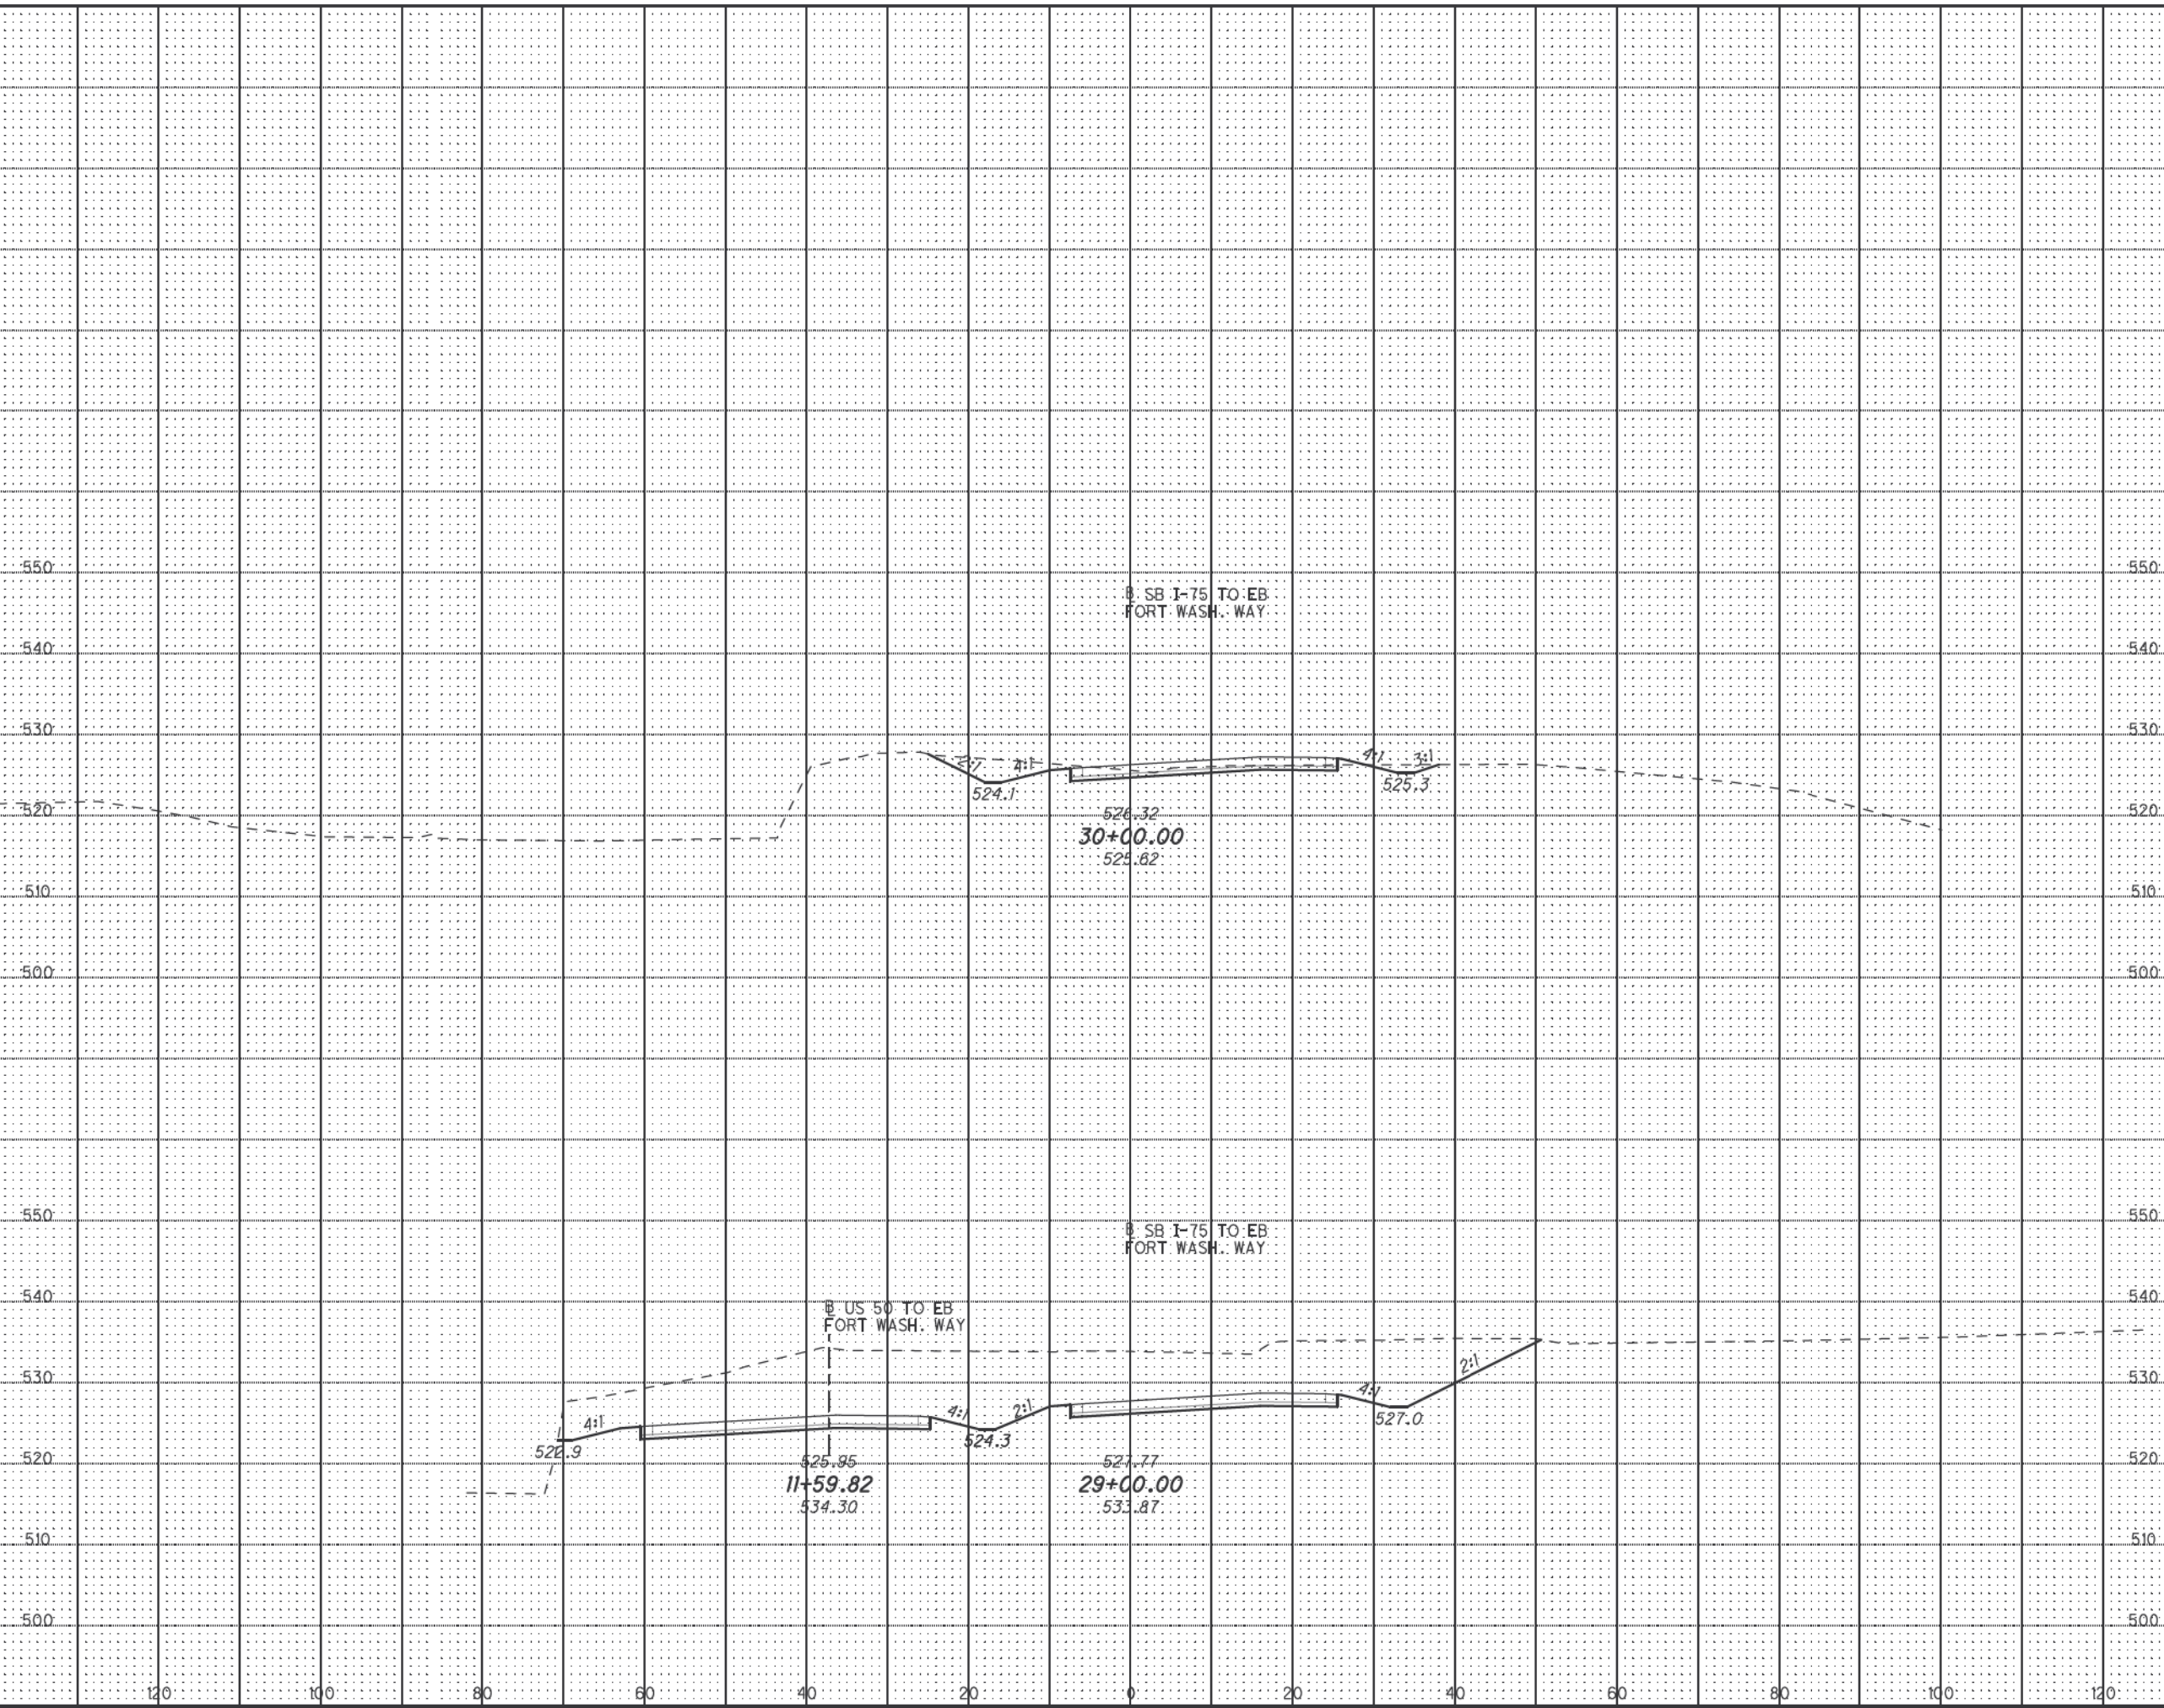 550 550
℄ SB I-75 TO EB
FORT WASH. WAY
540 540
530 530
2:1 4:1 4:1 3:1
524.1 525.3
520 526.32 520
30+00.00
525.62
510 510
500 500
550 550
℄ SB I-75 TO EB
FORT WASH. WAY
540 540
℄ US 50 TO EB
FORT WASH. WAY
530 530
4:1 4:1 2:1 4:1 2:1
522.9 524.3 527.0
520 525.95 527.77 520
11+59.82 29+00.00
534.30 533.87
510 510
500 500
120 100 80 60 40 20 0 20 40 60 80 100 120